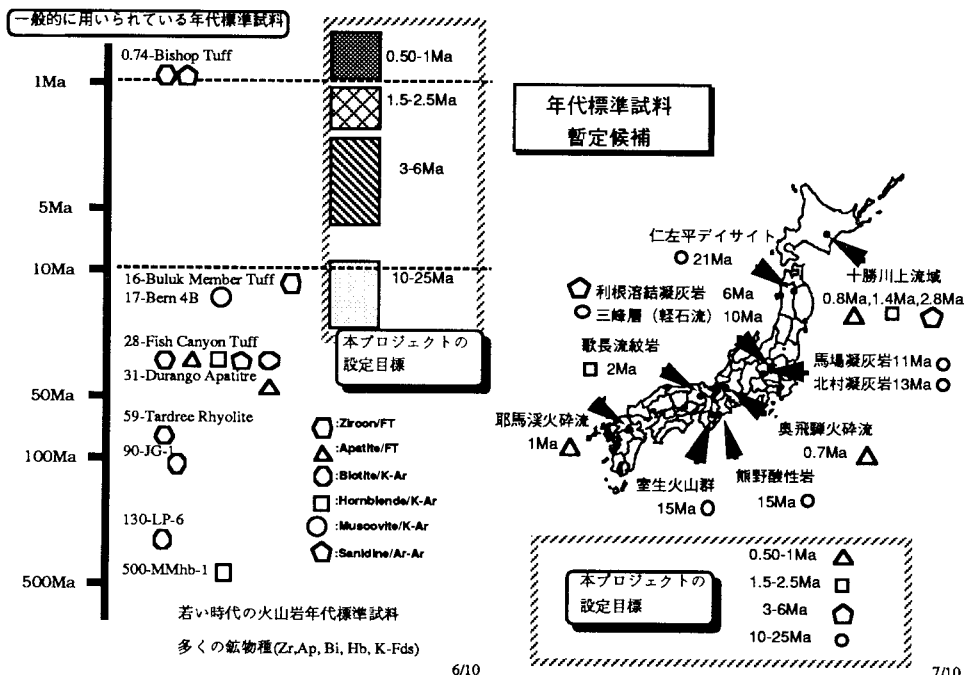 一般的に用いられている年代標準試料
0.74-Bishop Tuff
1Ma
5Ma
10Ma
16-Buluk Member Tuff
17-Bern 4B
28-Fish Canyon Tuff
31-Durango Apatitre
50Ma
59-Tardree Rhyolite
90-JG-1
100Ma
130-LP-6
500-MMhb-1
500Ma
0.50-1Ma
1.5-2.5Ma
3-6Ma
10-25Ma
本プロジェクトの
設定目標
:Ziroon/FT
:Apatite/FT
:Blotite/K-Ar
:Hornblende/K-Ar
:Musoovite/K-Ar
:Sanidine/Ar-Ar
若い時代の火山岩年代標準試料
多くの鉱物種(Zr,Ap, Bi, Hb, K-Fds)
6/10
年代標準試料
暫定候補
仁左平デイサイト
21Ma
十勝川上流域
0.8Ma,1.4Ma,2.8Ma
利根溶結凝灰岩 6Ma
三峰層（軽石流） 10Ma
歌長流紋岩
2Ma
馬場凝灰岩11Ma
北村凝灰岩13Ma
耶馬渓火砕流
1Ma
奥飛騨火砕流
0.7Ma
室生火山群
15Ma
熊野酸性岩
15Ma
本プロジェクトの
設定目標
0.50-1Ma
1.5-2.5Ma
3-6Ma
10-25Ma
7/10